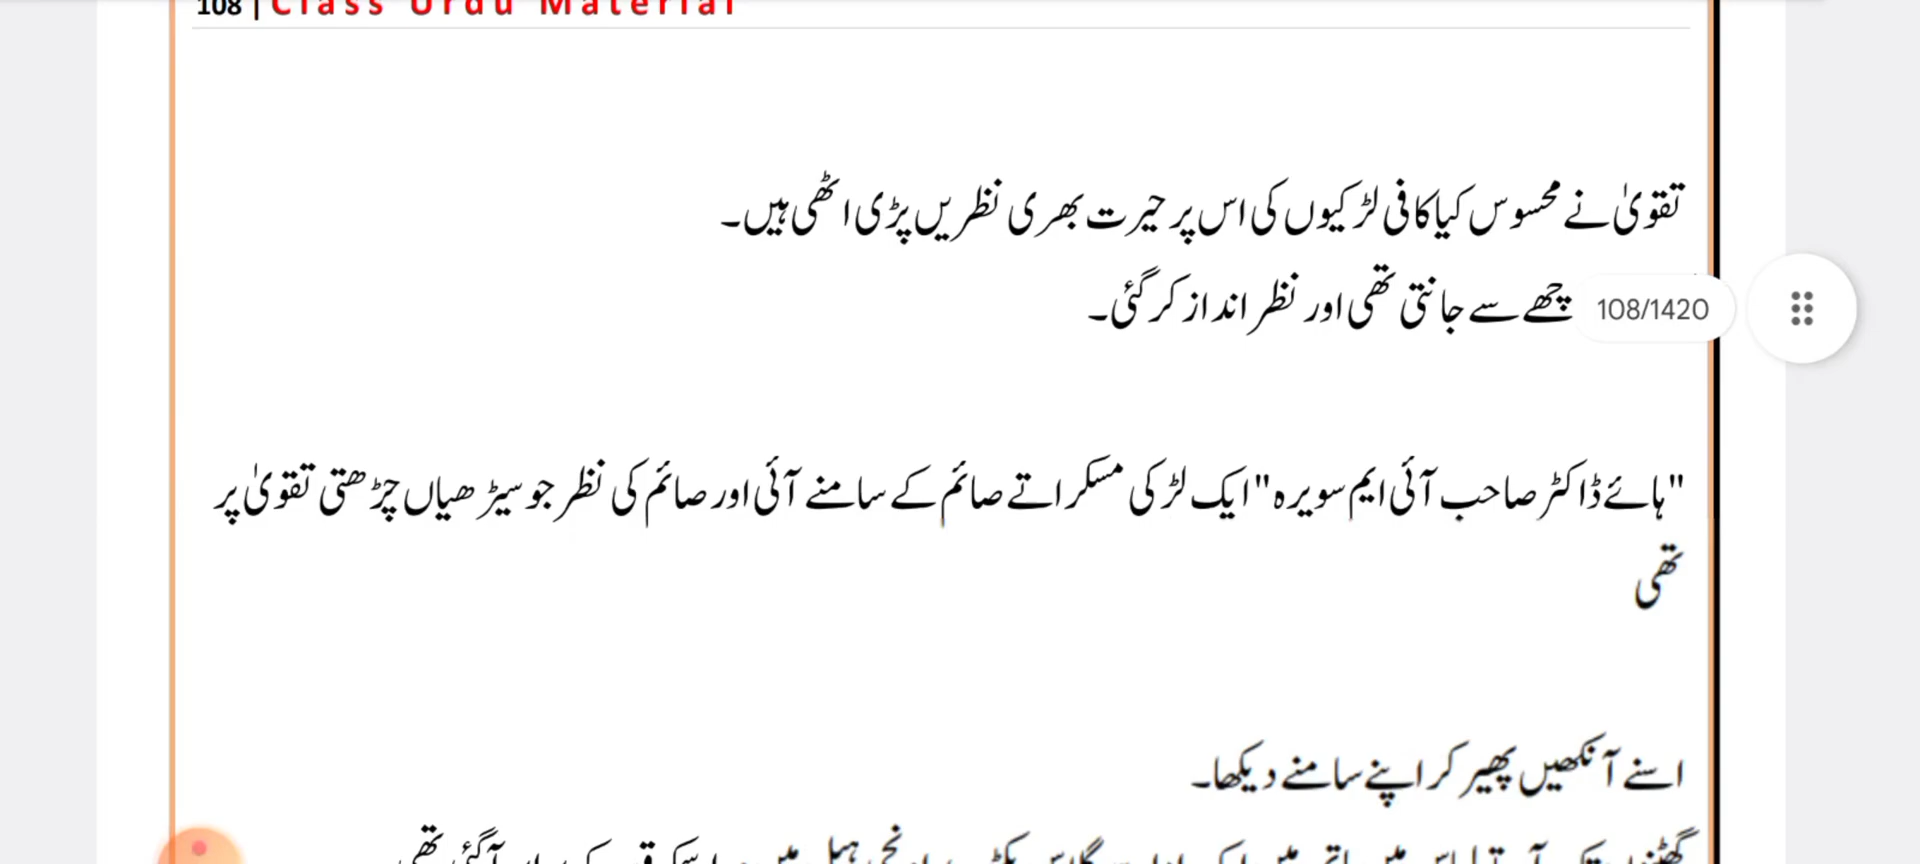 108 | Class Urdu Material
تقویٰ نے محسوس کیا کافی لڑکیوں کی اس پر حیرت بھری نظریں پڑی اٹھی ہیں۔
چھے سے جانتی تھی اور نظر انداز کر گئی۔
108/1420
"ہائے ڈاکٹر صاحب آئی ایم سویرہ" ایک لڑکی مسکراتے صائم کے سامنے آئی اور صائم کی نظر جو سیڑھیاں چڑھتی تقویٰ پر
تھی
اسنے آنکھیں پھیر کر اپنے سامنے دیکھا۔